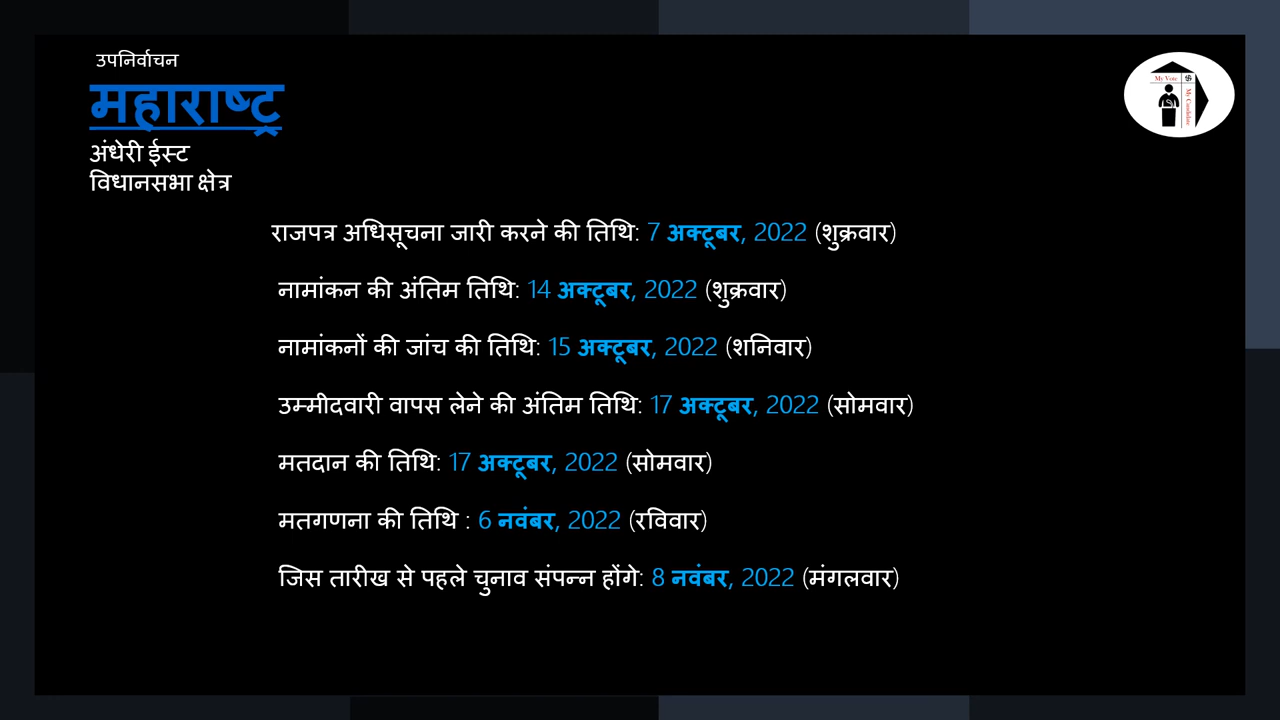 उपनिर्वाचन
महाराष्ट्र
अंधेरी ईस्ट
विधानसभा क्षेत्र
My Vote
My Candidate
राजपत्र अधिसूचना जारी करने की तिथि: 7 अक्टूबर, 2022 (शुक्रवार)
नामांकन की अंतिम तिथि: 14 अक्टूबर, 2022 (शुक्रवार)
नामांकनों की जांच की तिथि: 15 अक्टूबर, 2022 (शनिवार)
उम्मीदवारी वापस लेने की अंतिम तिथि: 17 अक्टूबर, 2022 (सोमवार)
मतदान की तिथि: 17 अक्टूबर, 2022 (सोमवार)
मतगणना की तिथि : 6 नवंबर, 2022 (रविवार)
जिस तारीख से पहले चुनाव संपन्न होंगे: 8 नवंबर, 2022 (मंगलवार)